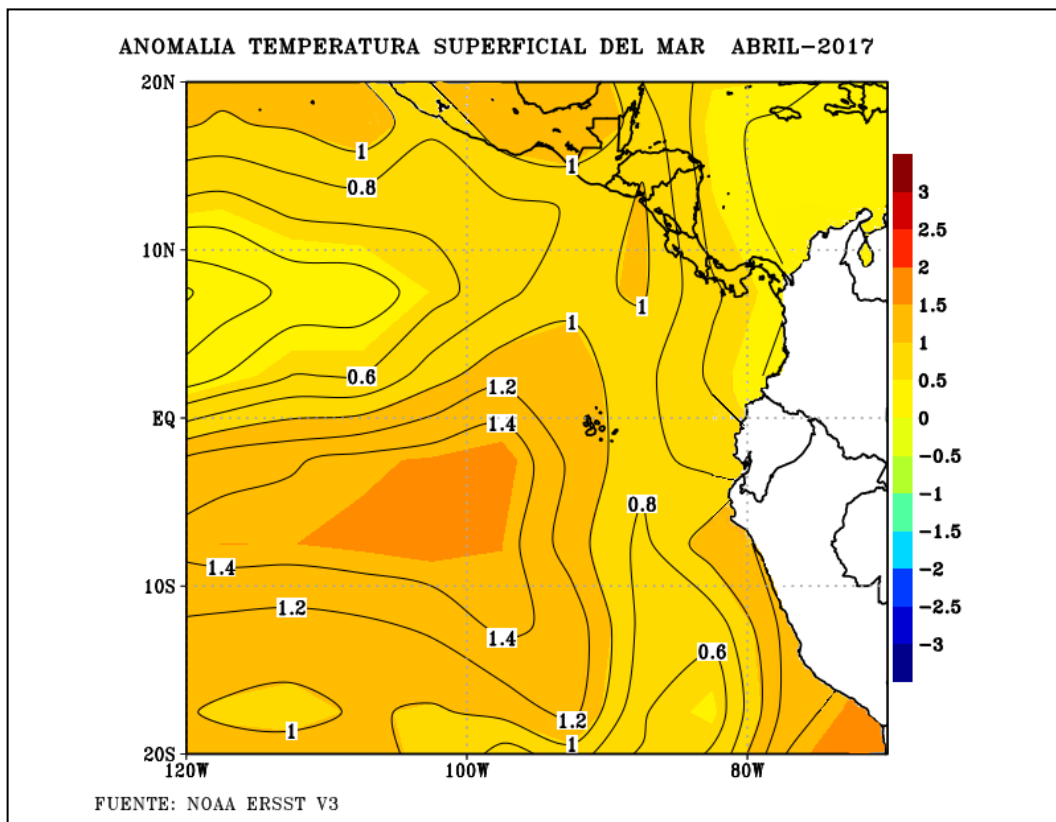 ANOMALIA TEMPERATURA SUPERFICIAL DEL MAR ABRIL-2017
20N
10N
EQ
10S
20S
120W
100W
80W
1
0.8
1
1
1
0.6
1.2
1.4
0.8
1.4
1.2
1.4
0.6
1.2
1
1
3
2.5
2
1.5
1
0.5
0
-0.5
-1
-1.5
-2
-2.5
-3
FUENTE: NOAA ERSST V3